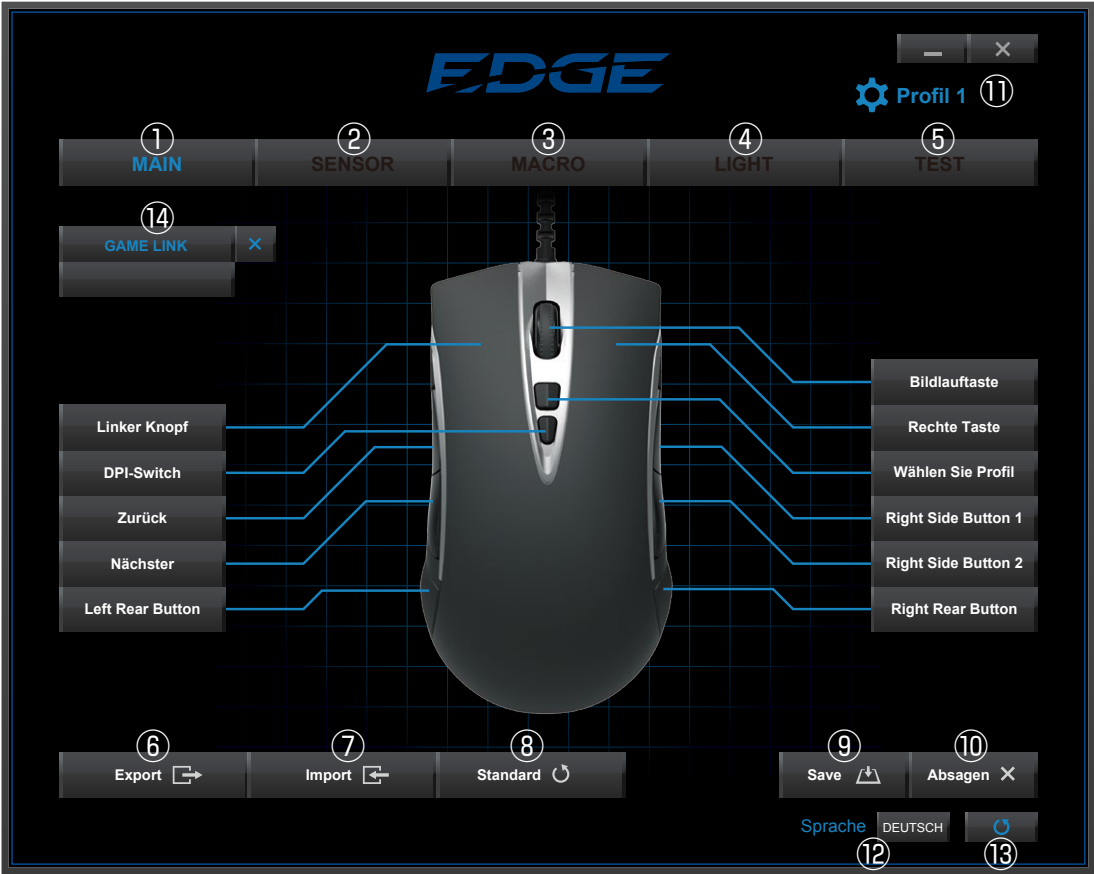 EDGE
Profil 1 ⑪
① ② ③ ④ ⑤
MAIN SENSOR MACRO LIGHT TEST
⑭
GAME LINK ×
Linker Knopf
DPI-Switch
Zurück
Nächster
Left Rear Button
Bildlauftaste
Rechte Taste
Wählen Sie Profil
Right Side Button 1
Right Side Button 2
Right Rear Button
⑥ ⑦ ⑧ ⑨ ⑩
Export Import Standard Save Absagen
Sprache DEUTSCH
⑫ ⑬